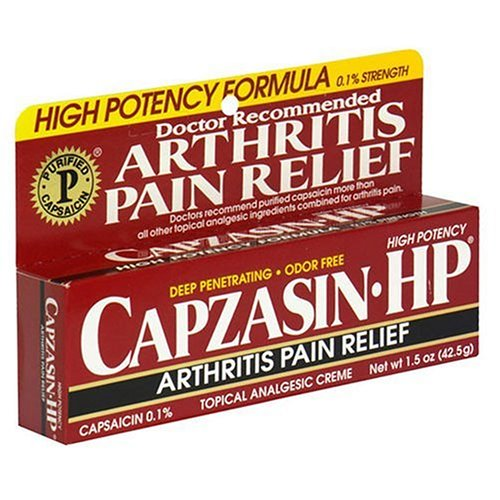 HIGH POTENCY FORMULA 0.1% STRENGTH
Doctor Recommended
ARTHRITIS
PAIN RELIEF
Doctors recommend purified capsaicin more than
all other topical analgesic ingredients combined for arthritis pain.
PURIFIED
P
CAPSAICIN
®
HIGH POTENCY FORMULA 0.1% STRENGTH
HIGH POTENCY
DEEP PENETRATING • ODOR FREE
CAPZASIN·HP®
ARTHRITIS PAIN RELIEF
CAPSAICIN 0.1% TOPICAL ANALGESIC CREME Net wt 1.5 oz (42.5g)
HIGH POTENCY
CAPZASIN·HP
ARTHRITIS PAIN RELIEF